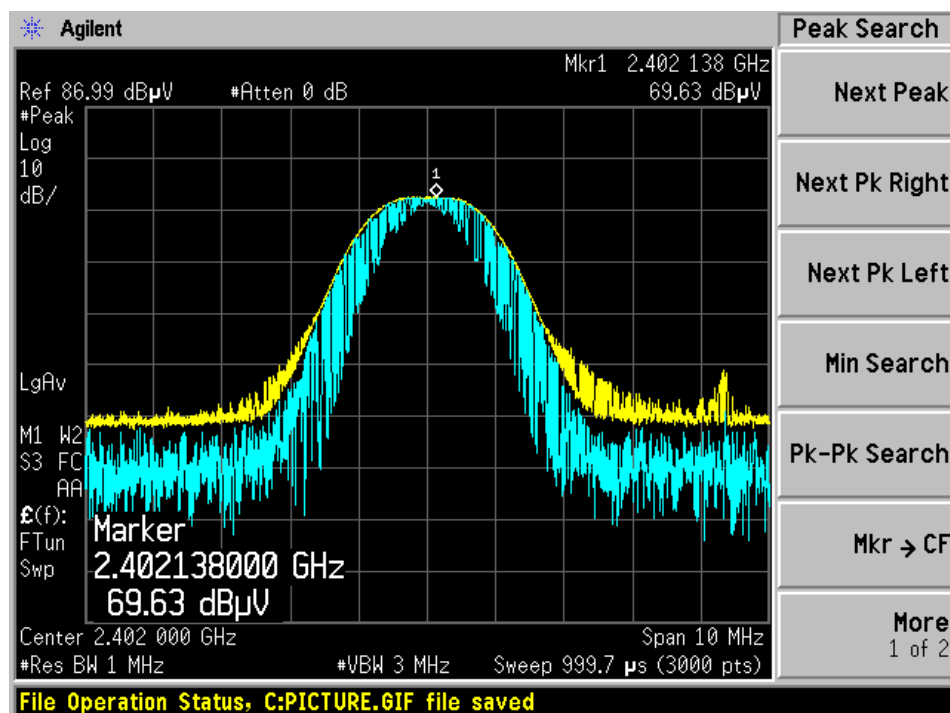 Agilent
Peak Search
Mkr1 2.402 138 GHz
Ref 86.99 dBµV #Atten 0 dB 69.63 dBµV
#Peak
Log
10
dB/
1
LgAv
M1 W2
S3 FC
AA
£(f):
FTun
Swp
Marker
2.402138000 GHz
69.63 dBµV
Center 2.402 000 GHz Span 10 MHz
#Res BW 1 MHz #VBW 3 MHz Sweep 999.7 µs (3000 pts)
File Operation Status, C:PICTURE.GIF file saved
Next Peak
Next Pk Right
Next Pk Left
Min Search
Pk-Pk Search
Mkr → CF
More
1 of 2